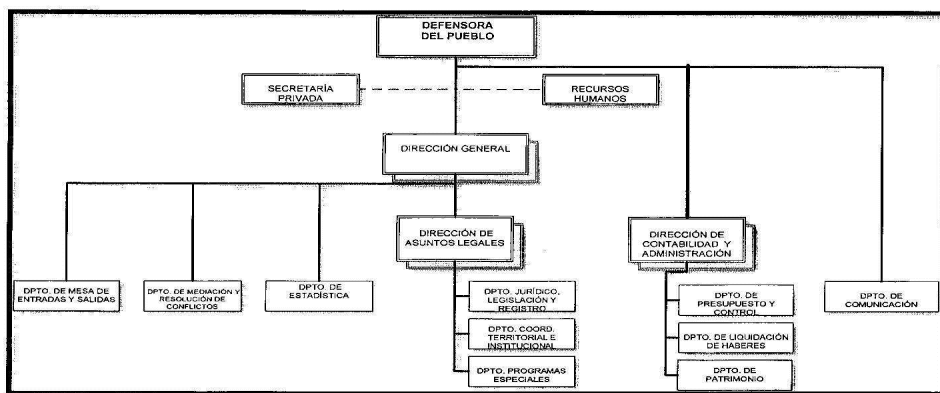 DEFENSORA
DEL PUEBLO
SECRETARÍA
PRIVADA
RECURSOS
HUMANOS
DIRECCIÓN GENERAL
DIRECCIÓN DE
ASUNTOS LEGALES
DIRECCIÓN DE
CONTABILIDAD Y
ADMINISTRACIÓN
DPTO. DE MESA DE
ENTRADAS Y SALIDAS
DPTO. DE MEDIACIÓN Y
RESOLUCIÓN DE
CONFLICTOS
DPTO. DE
ESTADÍSTICA
DPTO. JURÍDICO,
LEGISLACIÓN Y
REGISTRO
DPTO. COORD.
TERRITORIAL E
INSTITUCIONAL
DPTO. PROGRAMAS
ESPECIALES
DPTO. DE
PRESUPUESTO Y
CONTROL
DPTO. DE LIQUIDACIÓN
DE HABERES
DPTO. DE
PATRIMONIO
DPTO. DE
COMUNICACIÓN